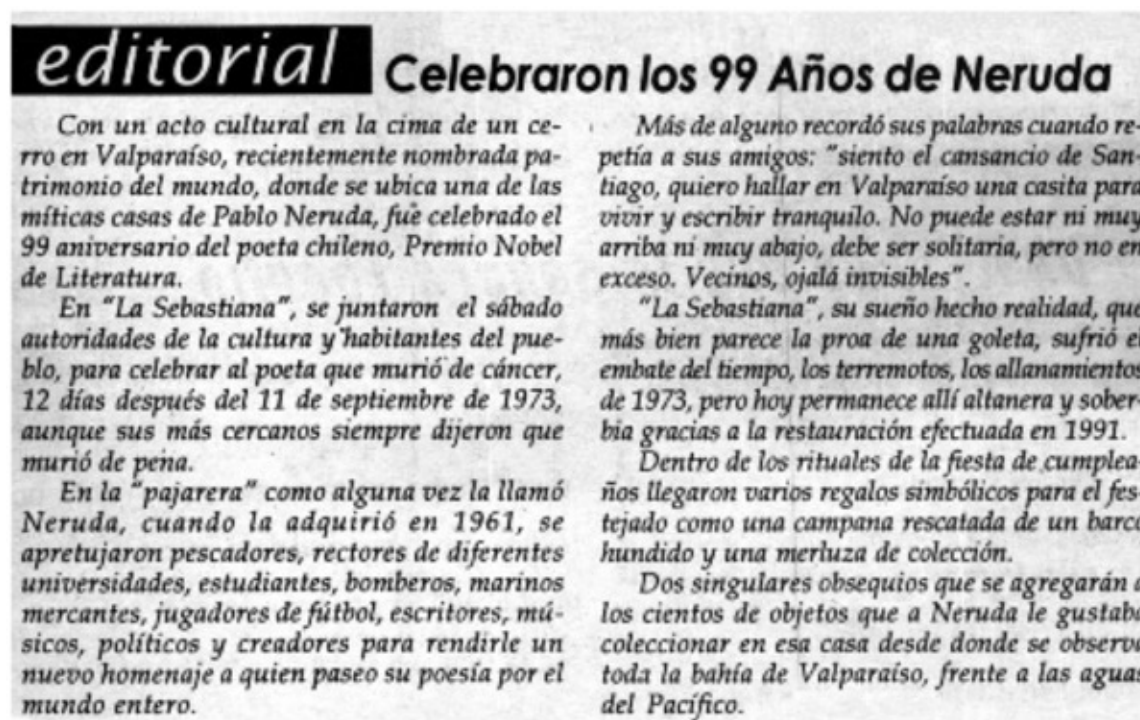 editorial
Celebraron los 99 Años de Neruda
Con un acto cultural en la cima de un ce-
rro en Valparaíso, recientemente nombrada pa-
trimonio del mundo, donde se ubica una de las
míticas casas de Pablo Neruda, fue celebrado el
99 aniversario del poeta chileno, Premio Nobel
de Literatura.
En "La Sebastiana", se juntaron el sábado
autoridades de la cultura y habitantes del pue-
blo, para celebrar al poeta que murió de cáncer,
12 días después del 11 de septiembre de 1973,
aunque sus más cercanos siempre dijeron que
murió de pena.
En la "pajarera" como alguna vez la llamó
Neruda, cuando la adquirió en 1961, se
apretujaron pescadores, rectores de diferentes
universidades, estudiantes, bomberos, marinos
mercantes, jugadores de fútbol, escritores, mú-
sicos, políticos y creadores para rendirle un
nuevo homenaje a quien paseo su poesía por el
mundo entero.
Más de alguno recordó sus palabras cuando re-
petía a sus amigos: "siento el cansancio de San-
tiago, quiero hallar en Valparaíso una casita para
vivir y escribir tranquilo. No puede estar ni muy
arriba ni muy abajo, debe ser solitaria, pero no en
exceso. Vecinos, ojalá invisibles".
"La Sebastiana", su sueño hecho realidad, que
más bien parece la proa de una goleta, sufrió el
embate del tiempo, los terremotos, los allanamientos
de 1973, pero hoy permanece allí altanera y sober-
bia gracias a la restauración efectuada en 1991.
Dentro de los rituales de la fiesta de cumplea-
ños llegaron varios regalos simbólicos para el fes-
tejado como una campana rescatada de un barco
hundido y una merluza de colección.
Dos singulares obsequios que se agregarán a
los cientos de objetos que a Neruda le gustaba
coleccionar en esa casa desde donde se observa
toda la bahía de Valparaíso, frente a las aguas
del Pacífico.